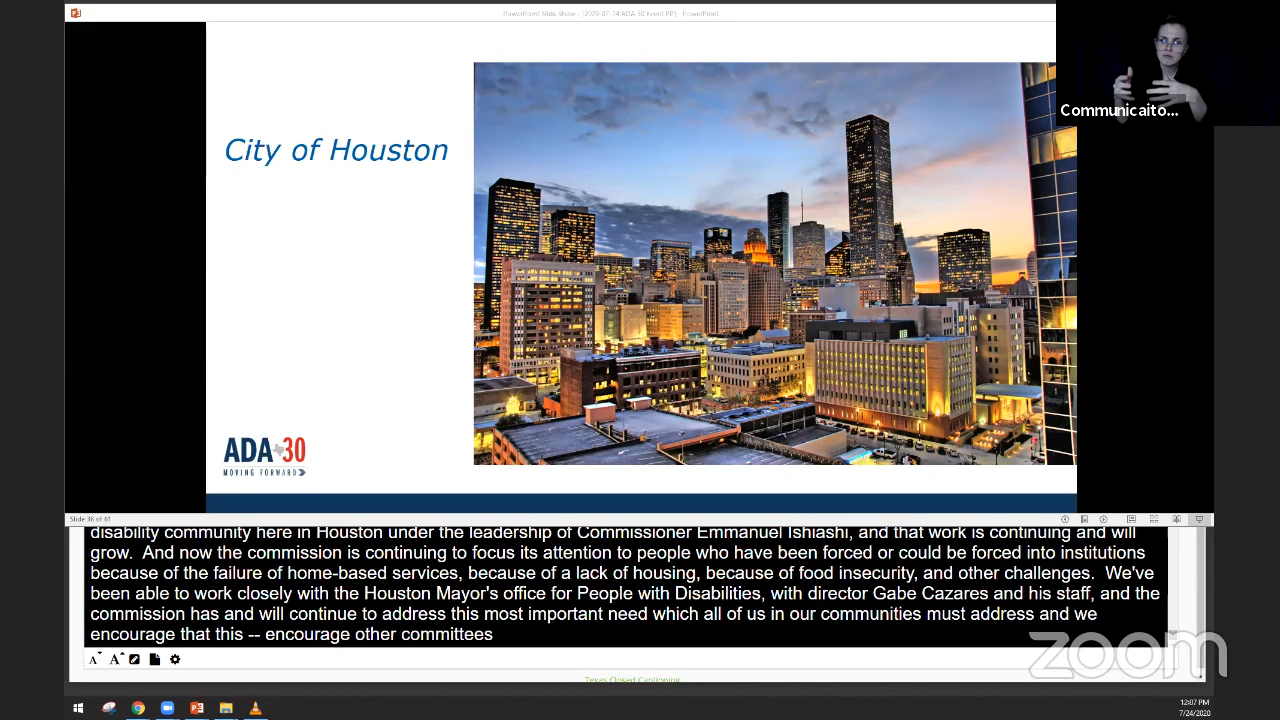 PowerPoint Slide Show - [2020-07-24 ADA 30 Event PP] - PowerPoint
Communicaito...
City of Houston
ADA 30
MOVING FORWARD
Slide 36 of 61
disability community here in Houston under the leadership of Commissioner Emmanuel Ishiashi, and that work is continuing and will
grow.  And now the commission is continuing to focus its attention to people who have been forced or could be forced into institutions
because of the failure of home-based services, because of a lack of housing, because of food insecurity, and other challenges.  We've
been able to work closely with the Houston Mayor's office for People with Disabilities, with director Gabe Cazares and his staff, and the
commission has and will continue to address this most important need which all of us in our communities must address and we
encourage that this -- encourage other committees
zoom
A A
Texas Closed Captioning
12:07 PM
7/24/2020